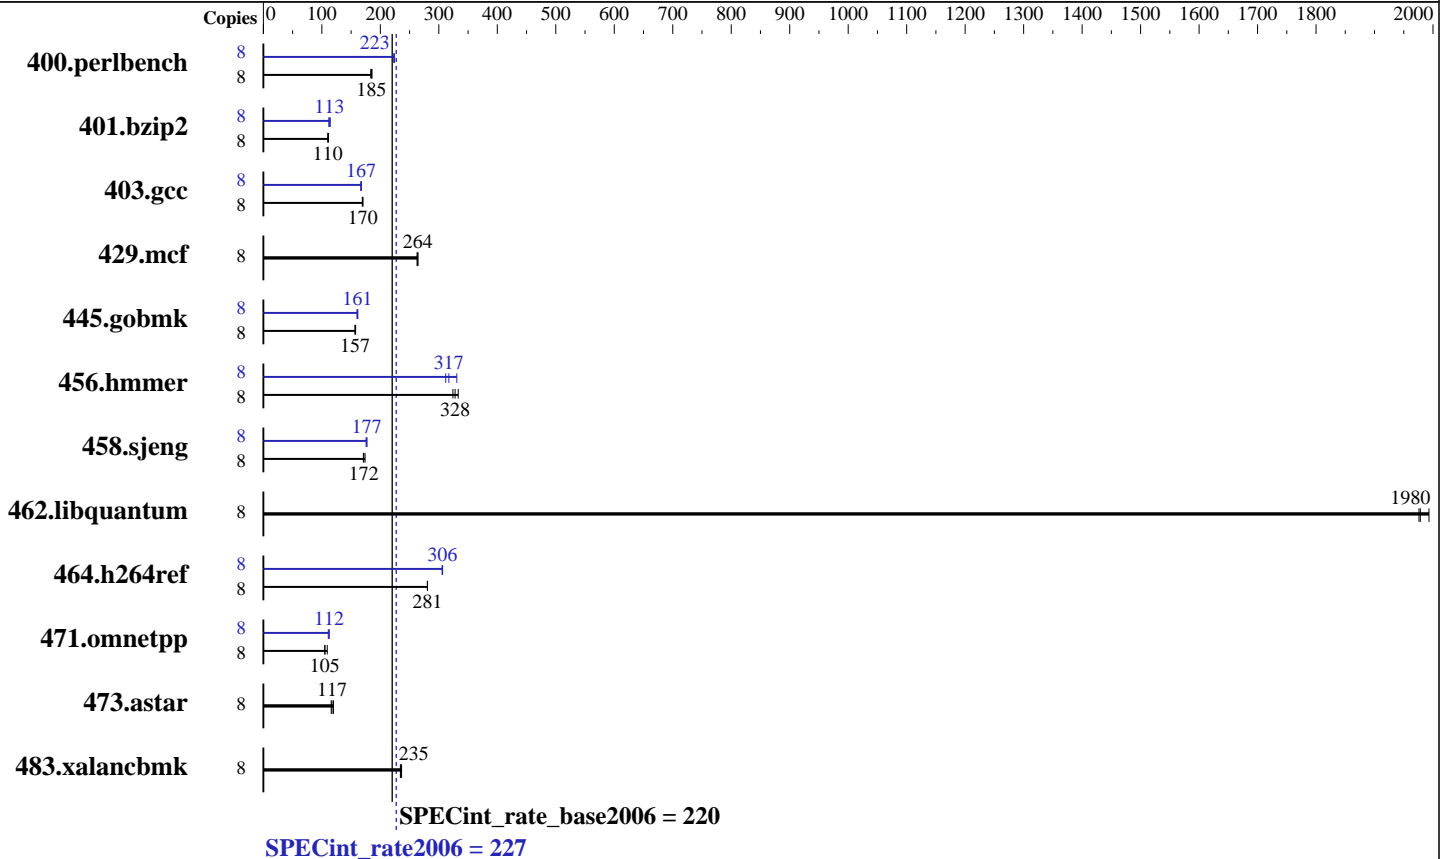 Copies 0 100 200 300 400 500 600 700 800 900 1000 1100 1200 1300 1400 1500 1600 1700 1800 2000
400.perlbench 8 223
8 185
401.bzip2 8 113
8 110
403.gcc 8 167
8 170
429.mcf 8 264
445.gobmk 8 161
8 157
456.hmmer 8 317
8 328
458.sjeng 8 177
8 172
462.libquantum 8 1980
464.h264ref 8 306
8 281
471.omnetpp 8 112
8 105
473.astar 8 117
483.xalancbmk 8 235
SPECint_rate_base2006 = 220
SPECint_rate2006 = 227